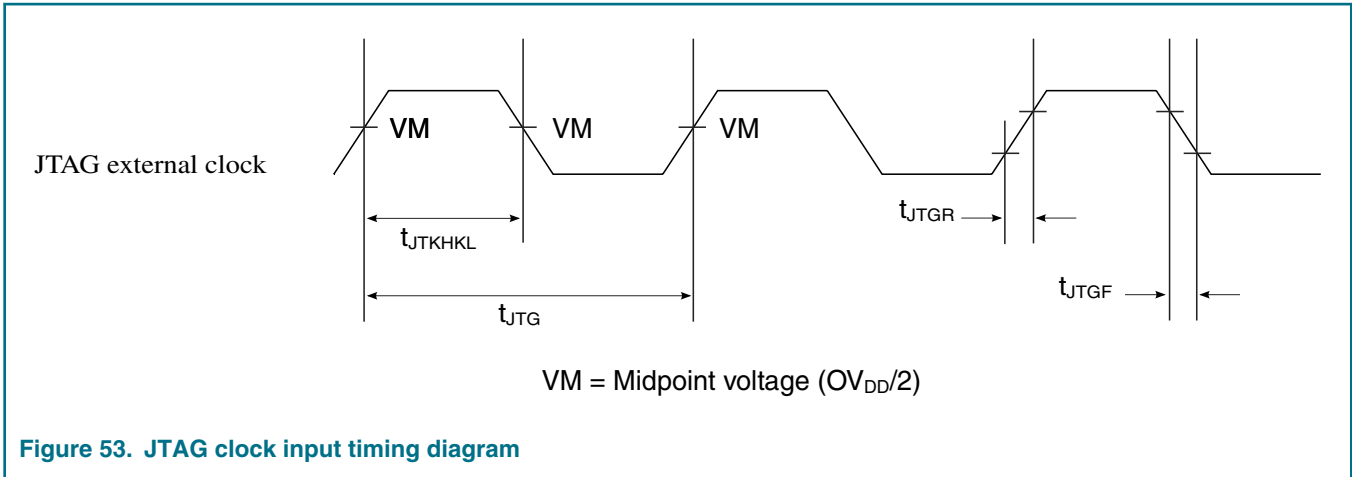 VM
VM
VM
JTAG external clock
tJTKHKL
tJTGR
tJTG
tJTGF
VM = Midpoint voltage (OVDD/2)
Figure 53. JTAG clock input timing diagram